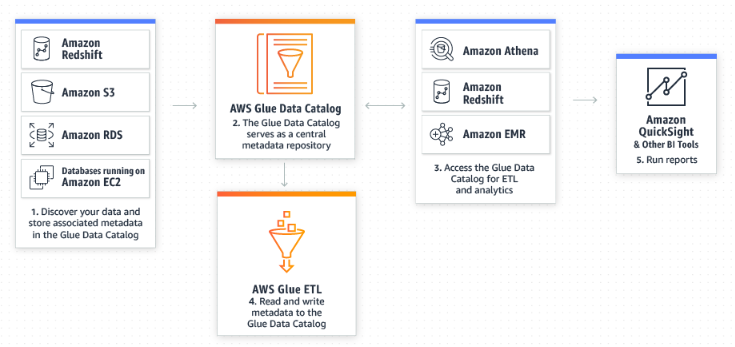 Amazon
Redshift
Amazon S3
Amazon RDS
Databases running on
Amazon EC2
1. Discover your data and
store associated metadata
in the Glue Data Catalog
AWS Glue Data Catalog
2. The Glue Data Catalog
serves as a central
metadata repository
AWS Glue ETL
4. Read and write
metadata to the
Glue Data Catalog
Amazon Athena
Amazon
Redshift
Amazon EMR
3. Access the Glue Data
Catalog for ETL
and analytics
Amazon
QuickSight
& Other BI Tools
5. Run reports